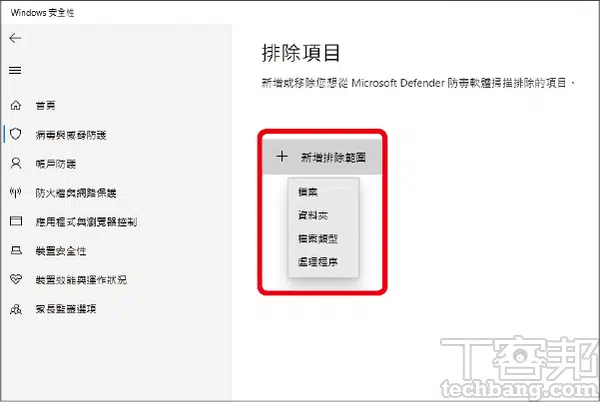 Windows 安全性
排除項目
新增或移除您想從 Microsoft Defender 防毒軟體掃描排除的項目。
首頁
病毒與威脅防護
帳戶防護
防火牆與網路保護
應用程式與瀏覽器控制
裝置安全性
裝置效能與運作狀況
家長監護選項
新增排除範圍
檔案
資料夾
檔案類型
處理程序
T客邦
techbang.com